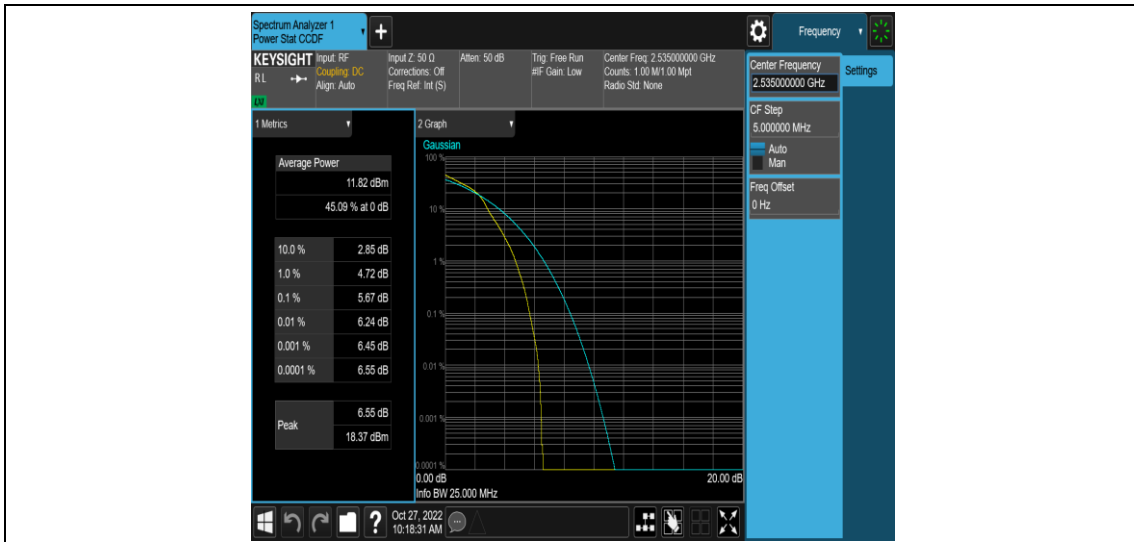 Spectrum Analyzer 1
Power Stat CCDF
Frequency
KEYSIGHT
Input: RF
Coupling: DC
Align: Auto
RL
LXI
Input Z: 50 Ω
Corrections: Off
Freq Ref: Int (S)
Atten: 50 dB
Trig: Free Run
#IF Gain: Low
Center Freq: 2.535000000 GHz
Counts: 1.00 M/1.00 Mpt
Radio Std: None
Center Frequency
2.535000000 GHz
Settings
CF Step
5.000000 MHz
Auto
Man
Freq Offset
0 Hz
1 Metrics
Average Power
11.82 dBm
45.09 % at 0 dB
10.0 % 2.85 dB
1.0 % 4.72 dB
0.1 % 5.67 dB
0.01 % 6.24 dB
0.001 % 6.45 dB
0.0001 % 6.55 dB
Peak
6.55 dB
18.37 dBm
2 Graph
Gaussian
100 %
10 %
1 %
0.1 %
0.01 %
0.001 %
0.0001 %
0.00 dB 20.00 dB
Info BW 25.000 MHz
?
Oct 27, 2022
10:18:31 AM